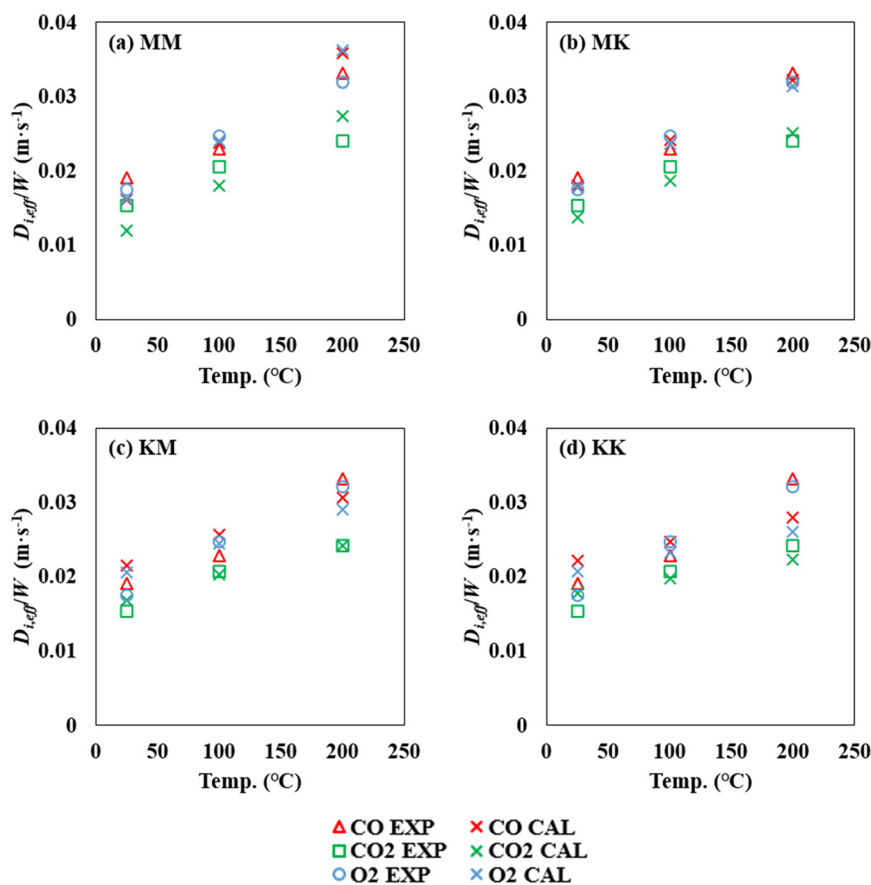 (a) MM
0.04
0.03
0.02
0.01
0
D_{i,eff}/W (m·s⁻¹)
0 50 100 150 200 250
Temp. (°C)
(b) MK
0.04
0.03
0.02
0.01
0
D_{i,eff}/W (m·s⁻¹)
0 50 100 150 200 250
Temp. (°C)
(c) KM
0.04
0.03
0.02
0.01
0
D_{i,eff}/W (m·s⁻¹)
0 50 100 150 200 250
Temp. (°C)
(d) KK
0.04
0.03
0.02
0.01
0
D_{i,eff}/W (m·s⁻¹)
0 50 100 150 200 250
Temp. (°C)
CO EXP CO CAL
CO2 EXP CO2 CAL
O2 EXP O2 CAL